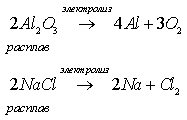 электролиз
2Al₂O₃ → 4Al + 3O₂
расплав
электролиз
2NaCl → 2Na + Cl₂
расплав